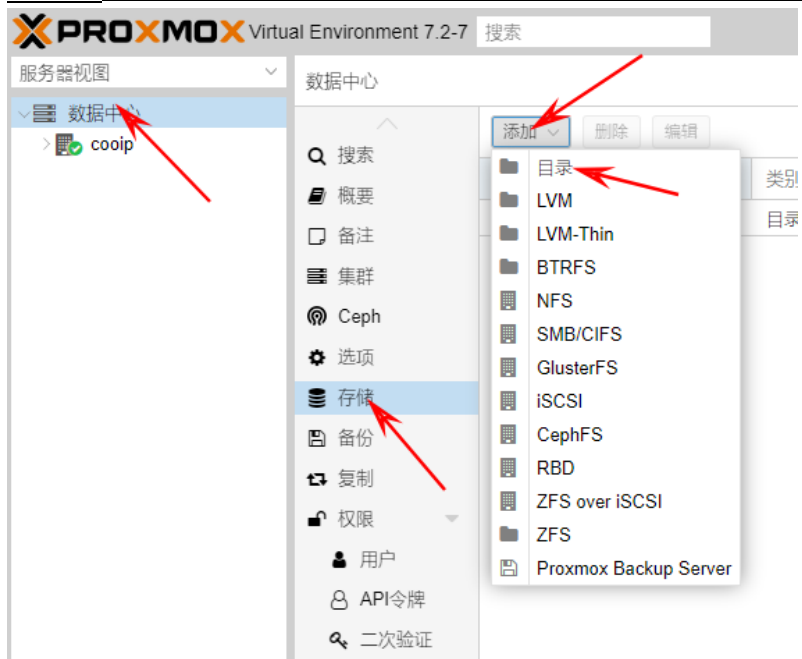 PROXMOX Virtual Environment 7.2-7 搜索
服务器视图
数据中心
cooip
数据中心
搜索
概要
备注
集群
Ceph
选项
存储
备份
复制
权限
用户
API令牌
二次验证
添加 删除 编辑
目录
LVM
LVM-Thin
BTRFS
NFS
SMB/CIFS
GlusterFS
iSCSI
CephFS
RBD
ZFS over iSCSI
ZFS
Proxmox Backup Server
类别
目录